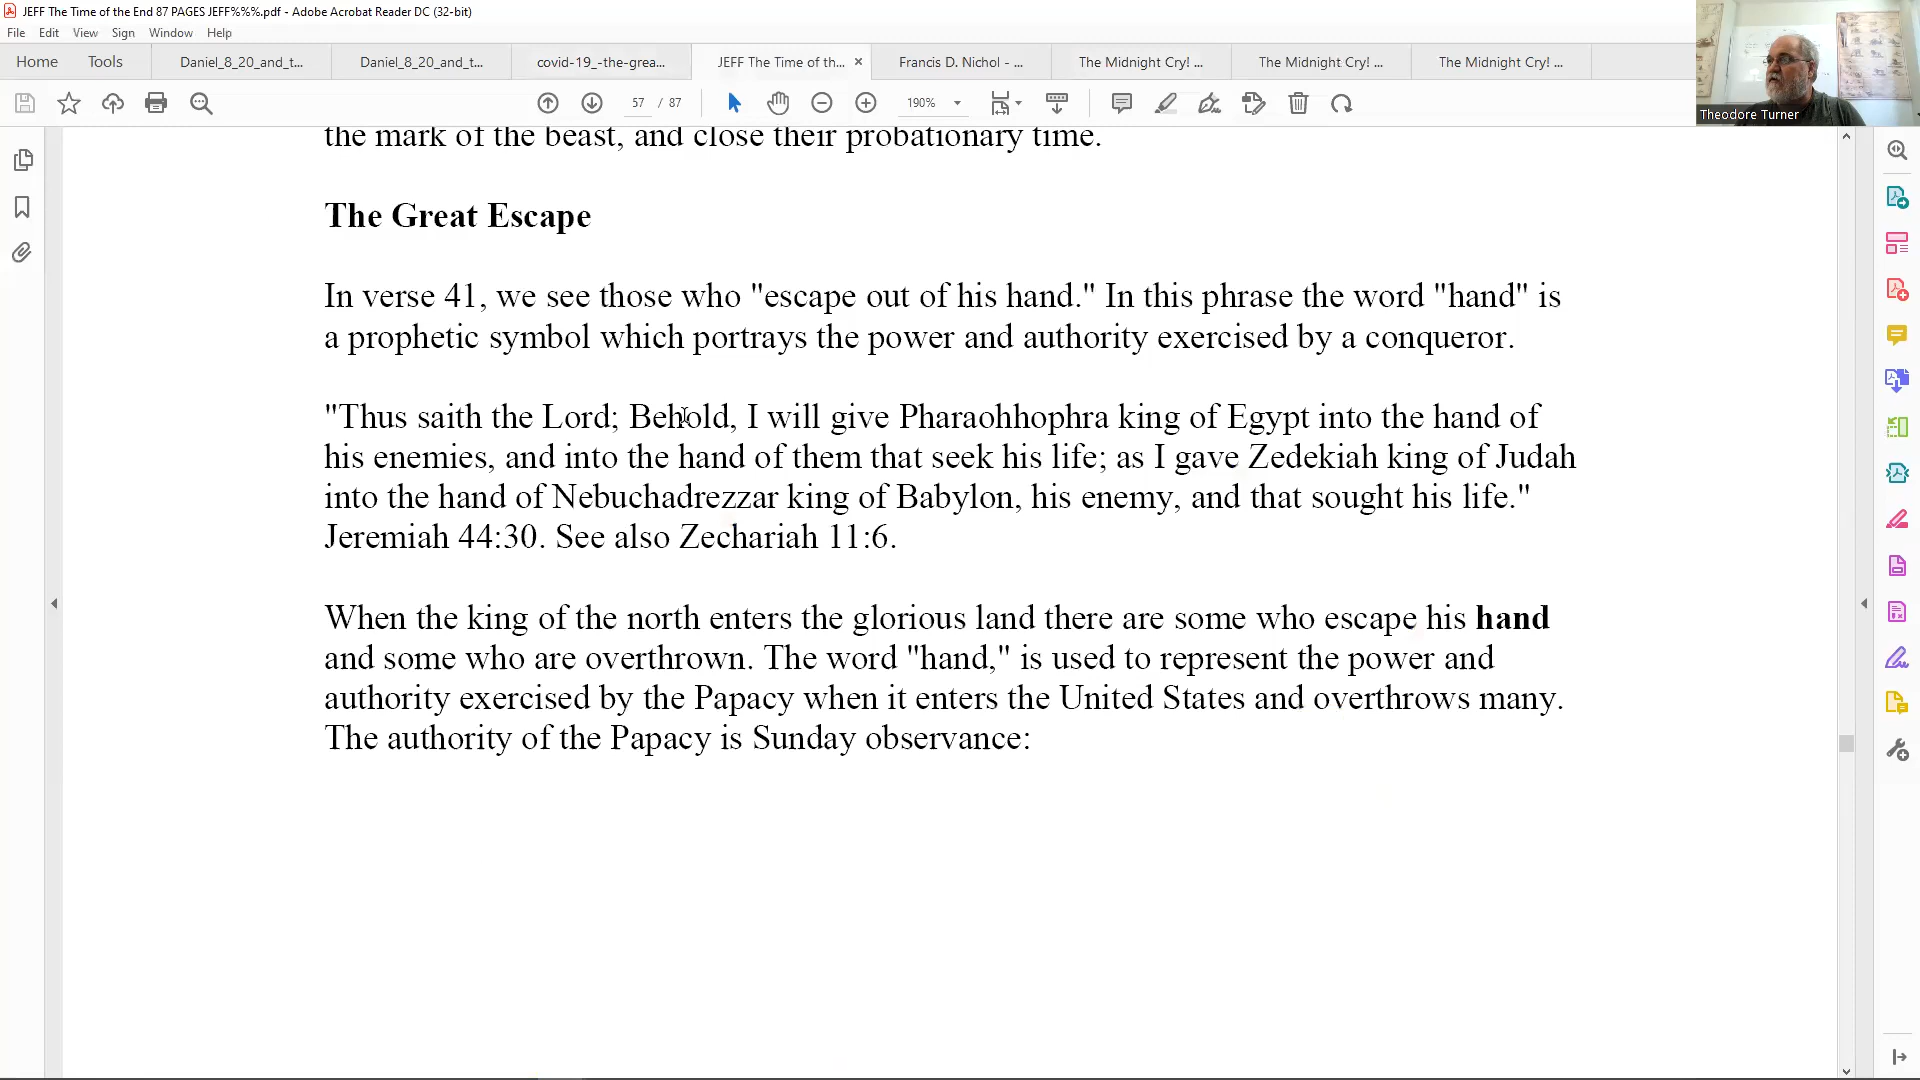 JEFF The Time of the End 87 PAGES JEFF%%%.pdf - Adobe Acrobat Reader DC (32-bit)
File Edit View Sign Window Help
Home Tools Daniel_8_20_and_t... Daniel_8_20_and_t... covid-19_-the-grea... JEFF The Time of th... Francis D. Nichol - ... The Midnight Cry! ... The Midnight Cry! ... The Midnight Cry! ...
57 / 87 190%
Theodore Turner
the mark of the beast, and close their probationary time.
The Great Escape
In verse 41, we see those who "escape out of his hand." In this phrase the word "hand" is
a prophetic symbol which portrays the power and authority exercised by a conqueror.
"Thus saith the Lord; Behold, I will give Pharaohhophra king of Egypt into the hand of
his enemies, and into the hand of them that seek his life; as I gave Zedekiah king of Judah
into the hand of Nebuchadrezzar king of Babylon, his enemy, and that sought his life."
Jeremiah 44:30. See also Zechariah 11:6.
When the king of the north enters the glorious land there are some who escape his hand
and some who are overthrown. The word "hand," is used to represent the power and
authority exercised by the Papacy when it enters the United States and overthrows many.
The authority of the Papacy is Sunday observance: